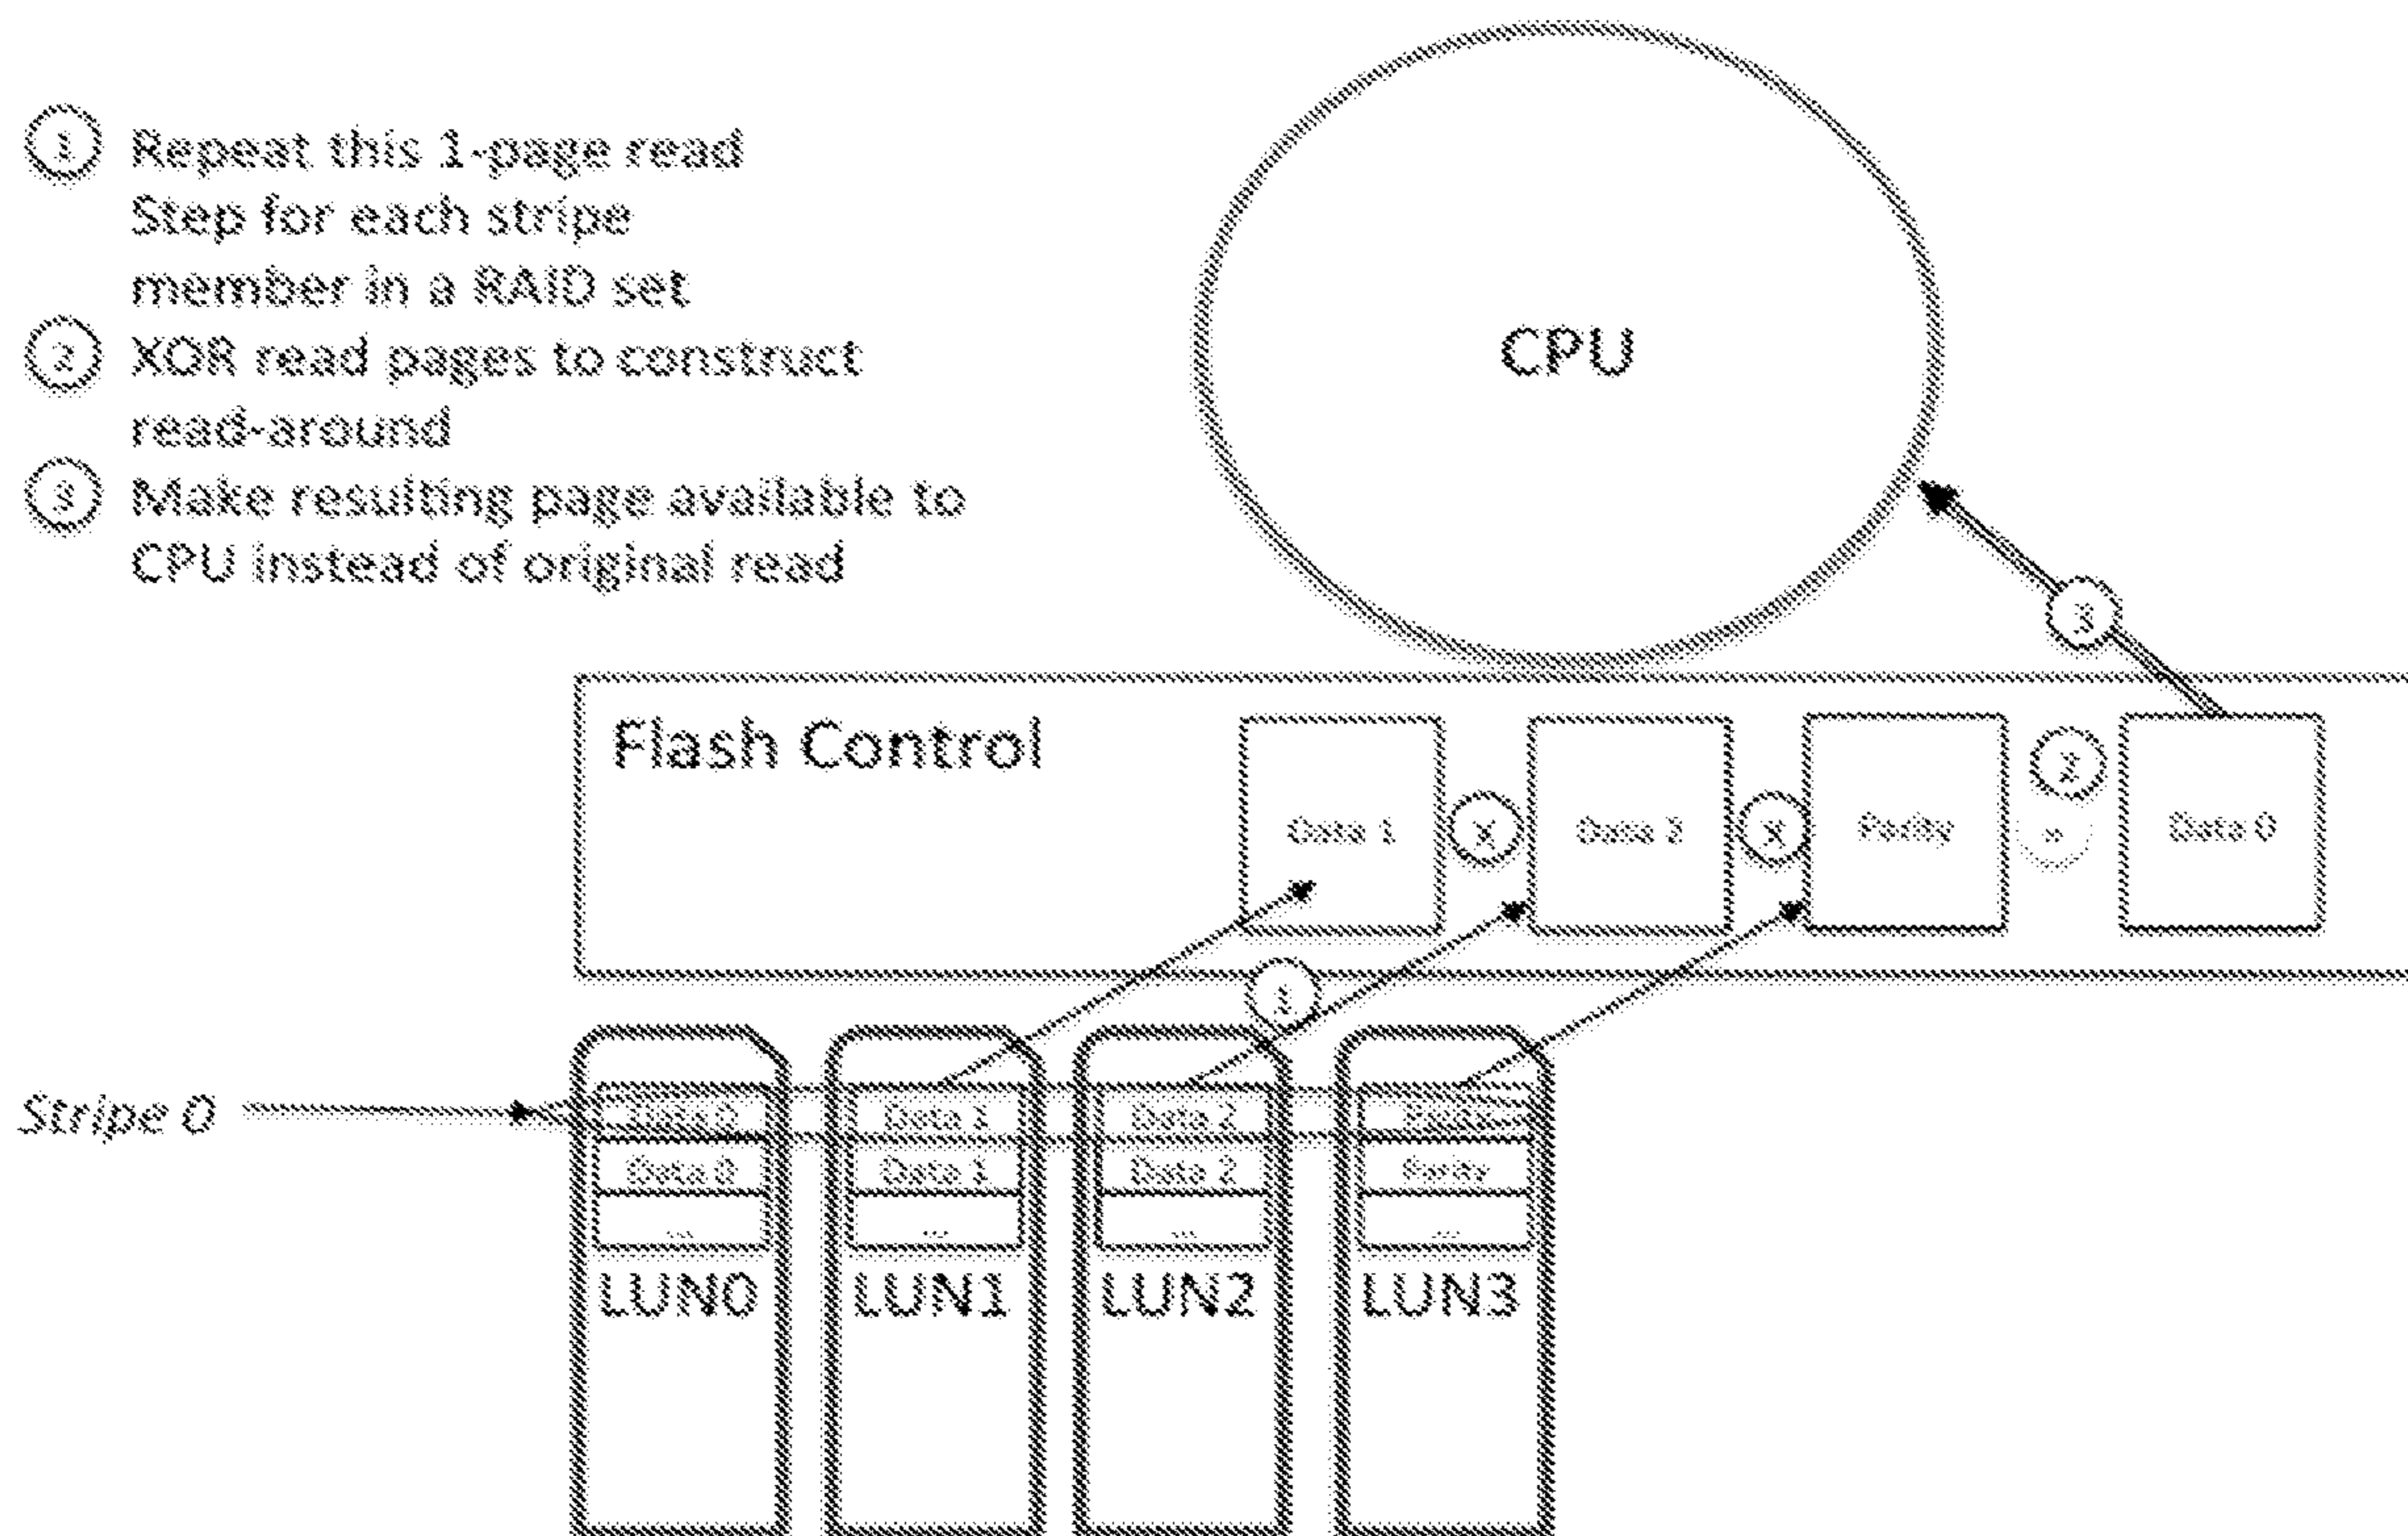 1 Repeat this 1-page read
Step for each stripe
member in a RAID set
2 XOR read pages to construct
read-around
3 Make resulting page available to
CPU instead of original read
CPU
3
Flash Control
2
Data 1 X Data 2 X Parity = Data 0
1
Stripe 0
Data 0 Data 1 Data 2 Parity
Data 0 Data 1 Data 2 Parity
... ... ... ...
LUN0 LUN1 LUN2 LUN3